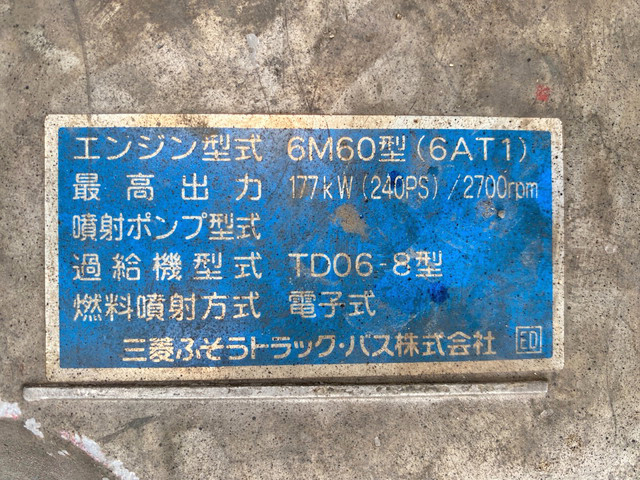 エンジン型式 6M60型(6AT1)
最高出力 177kW(240PS)/2700rpm
噴射ポンプ型式
過給機型式 TD06-8型
燃料噴射方式 電子式
三菱ふそうトラック・バス株式会社 ED